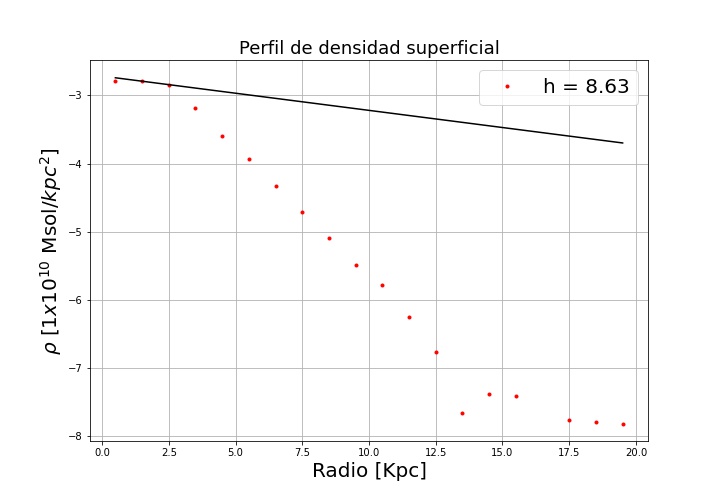 Perfil de densidad superficial
h = 8.63
ρ [1x10^10 Msol/kpc^2]
−3
−4
−5
−6
−7
−8
0.0 2.5 5.0 7.5 10.0 12.5 15.0 17.5 20.0
Radio [Kpc]